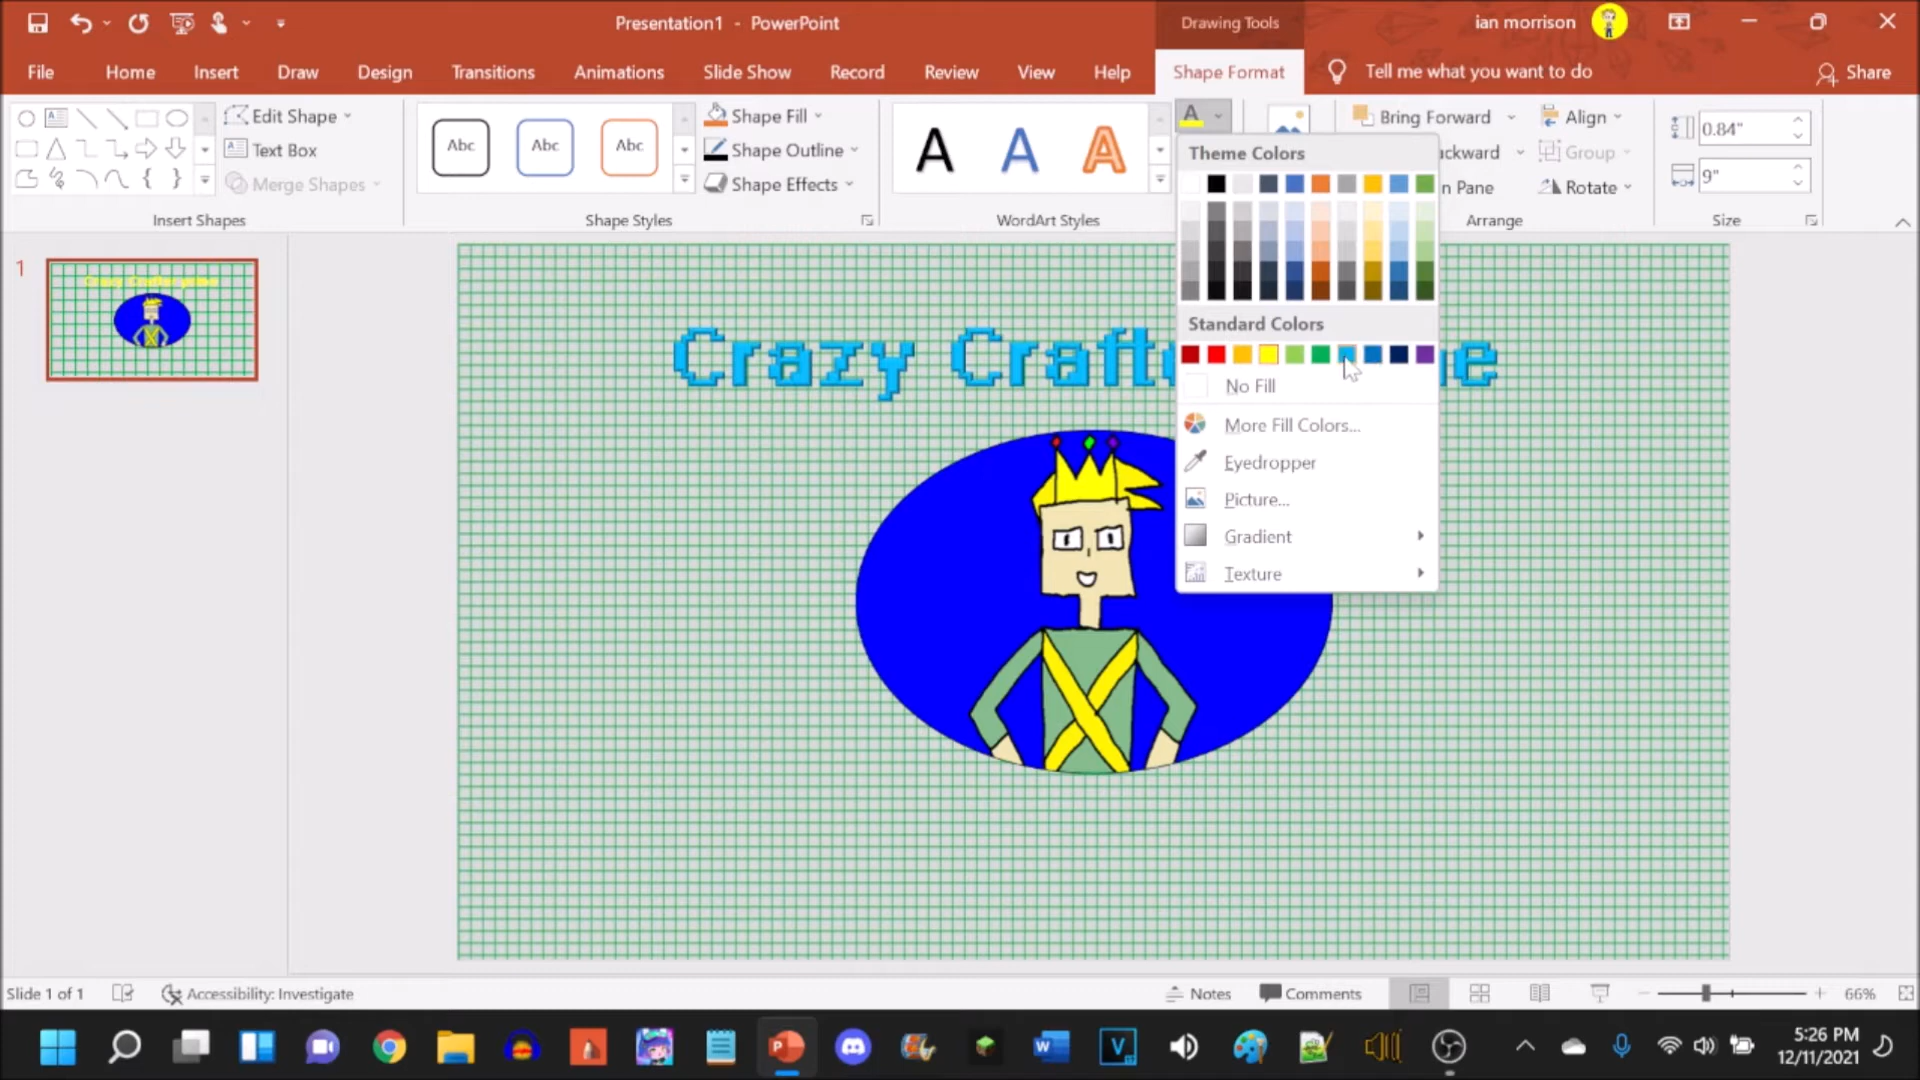 Presentation1 - PowerPoint
Drawing Tools
ian morrison
File
Home
Insert
Draw
Design
Transitions
Animations
Slide Show
Record
Review
View
Help
Shape Format
Tell me what you want to do
Share
Edit Shape
Text Box
Merge Shapes
Insert Shapes
Abc
Abc
Abc
Shape Fill
Shape Outline
Shape Effects
Shape Styles
A
A
A
WordArt Styles
A
Bring Forward
ckward
n Pane
Align
Group
Rotate
Arrange
0.84"
9"
Size
Theme Colors
Standard Colors
No Fill
More Fill Colors...
Eyedropper
Picture...
Gradient
Texture
1
Crazy Crafter prime
Crazy Crafte
e
Slide 1 of 1
Accessibility: Investigate
Notes
Comments
66%
5:26 PM
12/11/2021